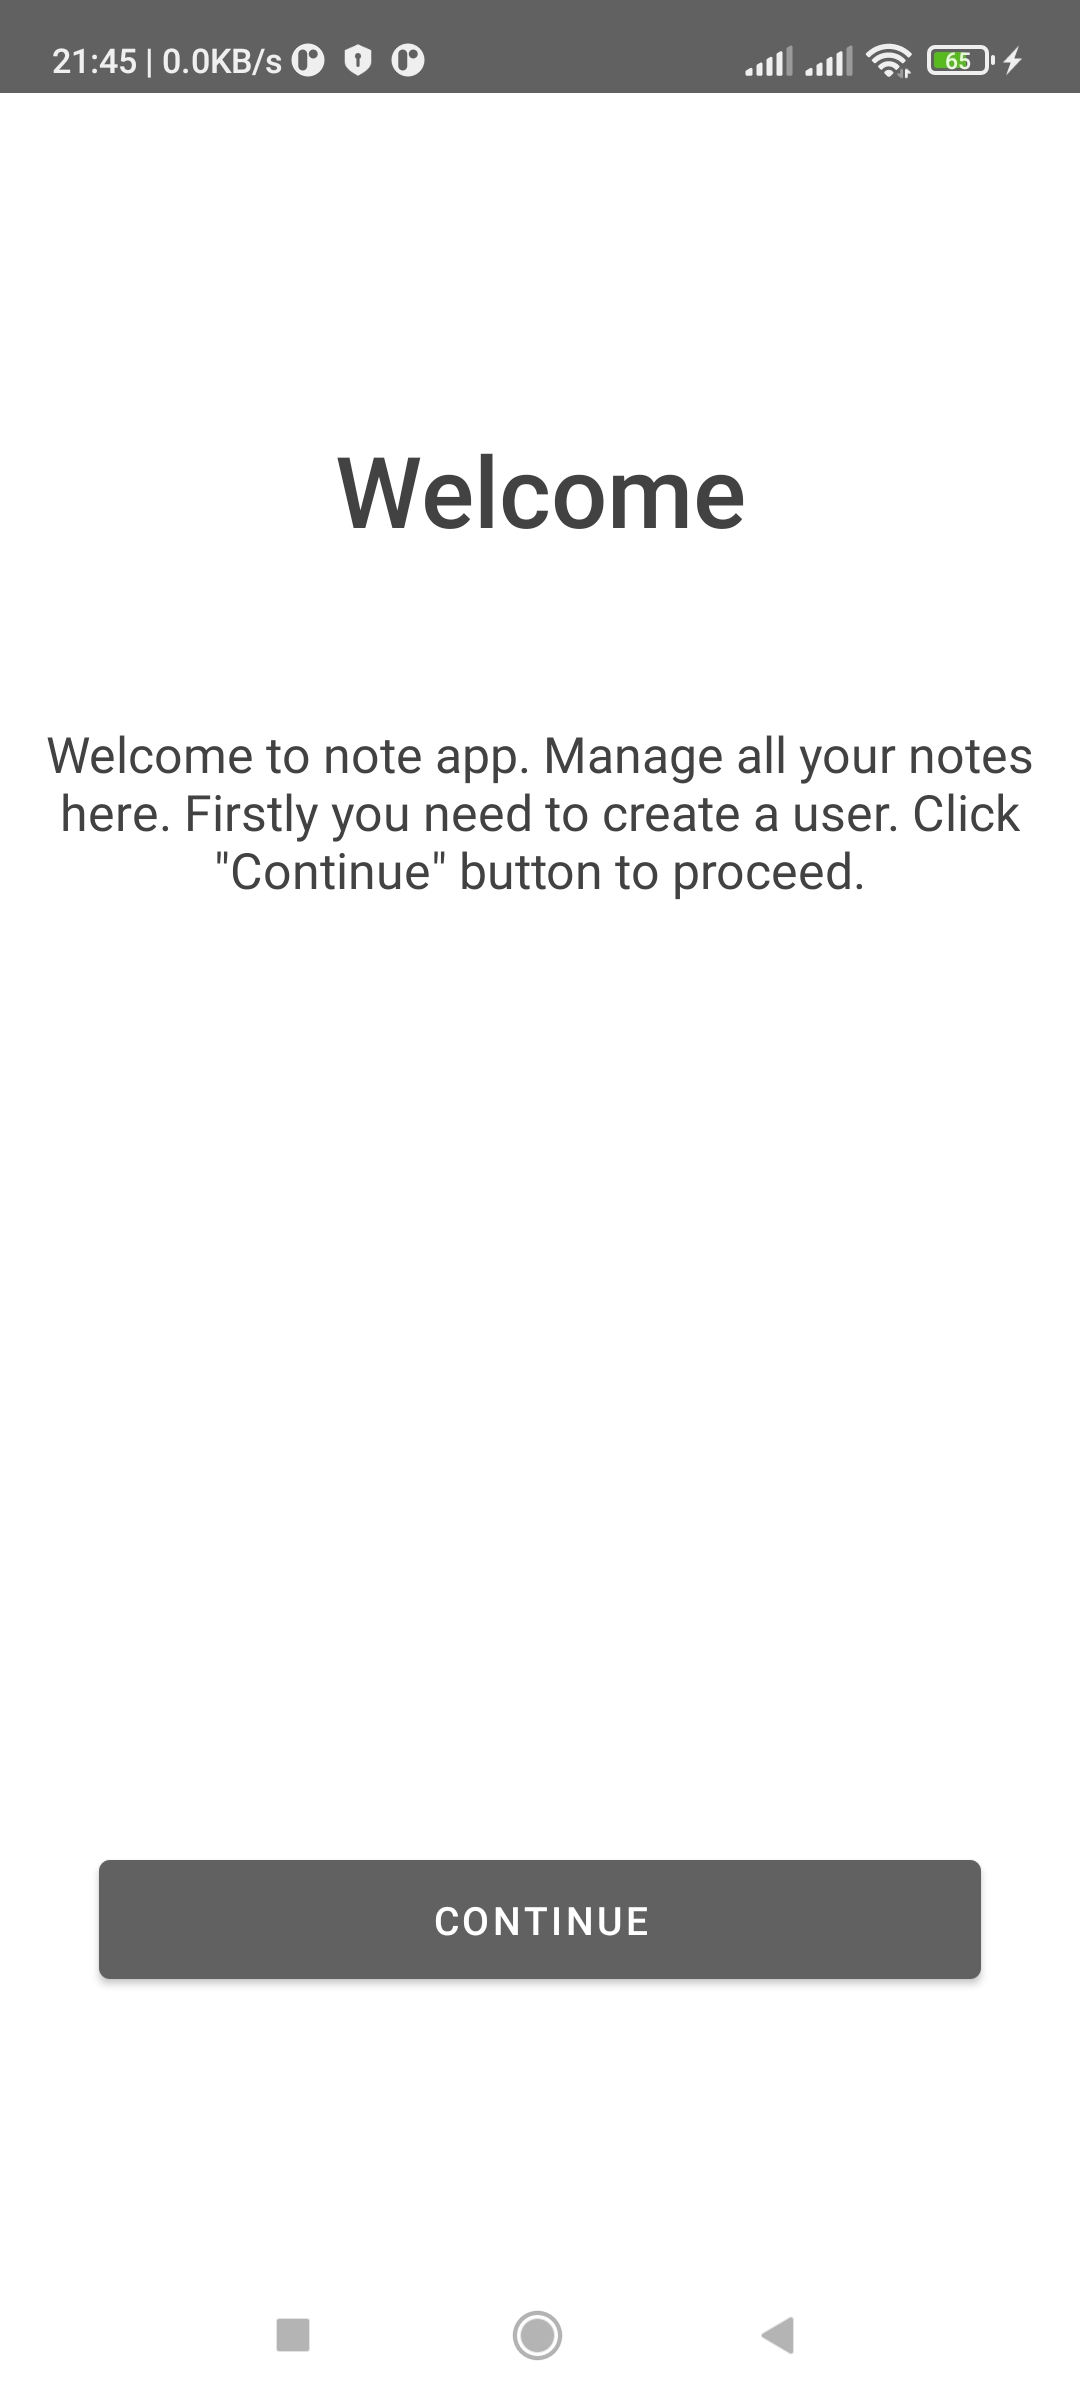 21:45 | 0.0KB/s
65
Welcome
Welcome to note app. Manage all your notes
here. Firstly you need to create a user. Click
"Continue" button to proceed.
CONTINUE